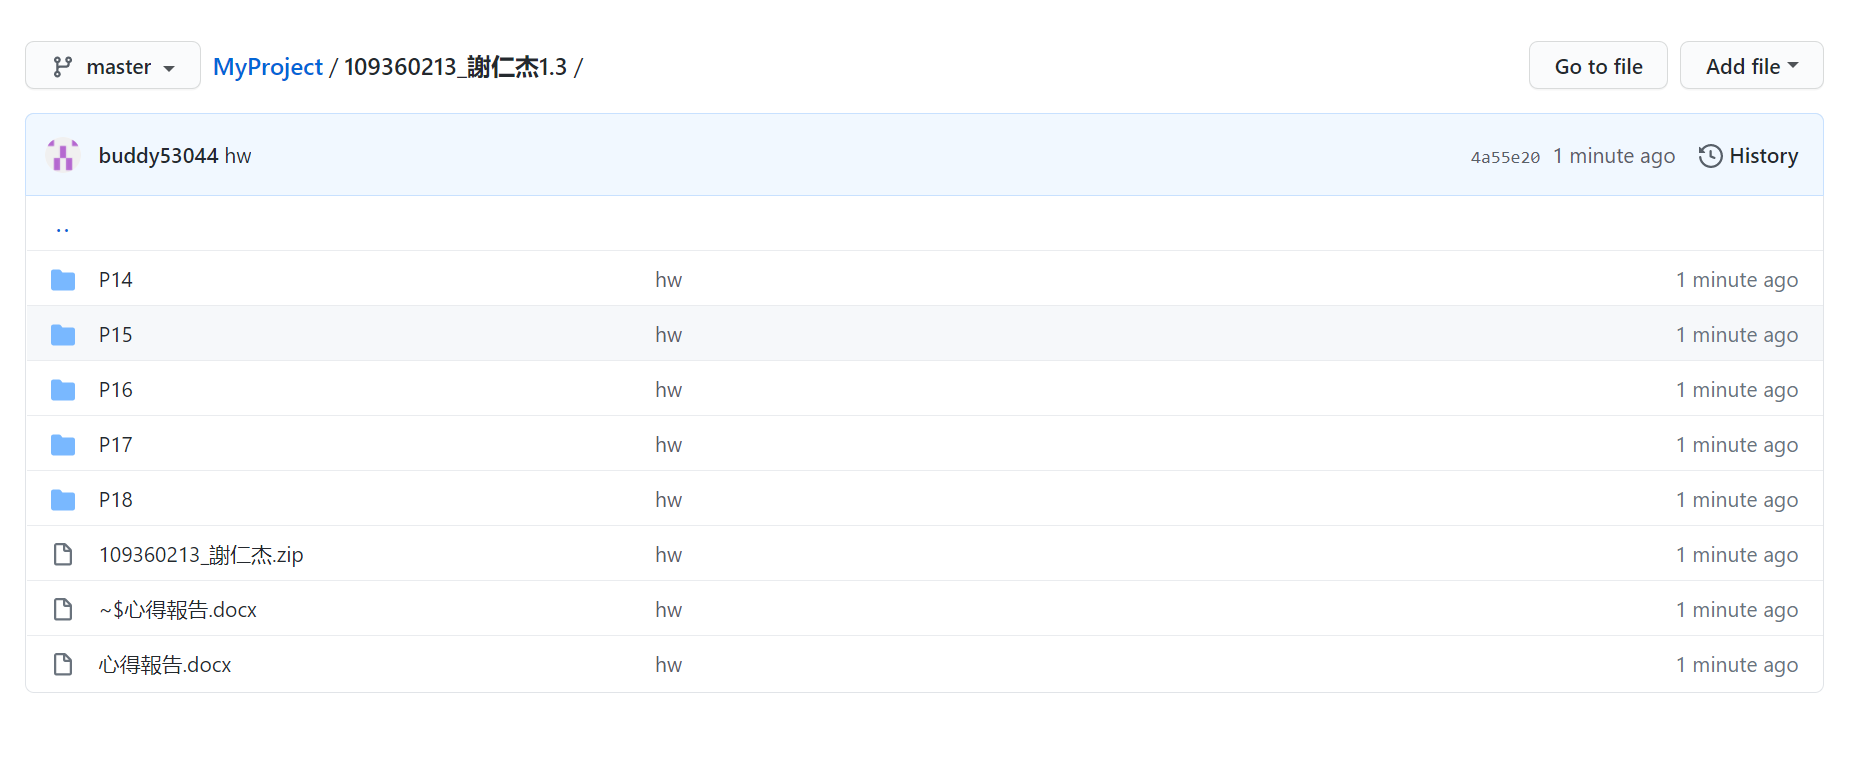 master MyProject / 109360213_謝仁杰1.3 / Go to file Add file
buddy53044 hw 4a55e20 1 minute ago History
..
P14 hw 1 minute ago
P15 hw 1 minute ago
P16 hw 1 minute ago
P17 hw 1 minute ago
P18 hw 1 minute ago
109360213_謝仁杰.zip hw 1 minute ago
~$心得報告.docx hw 1 minute ago
心得報告.docx hw 1 minute ago